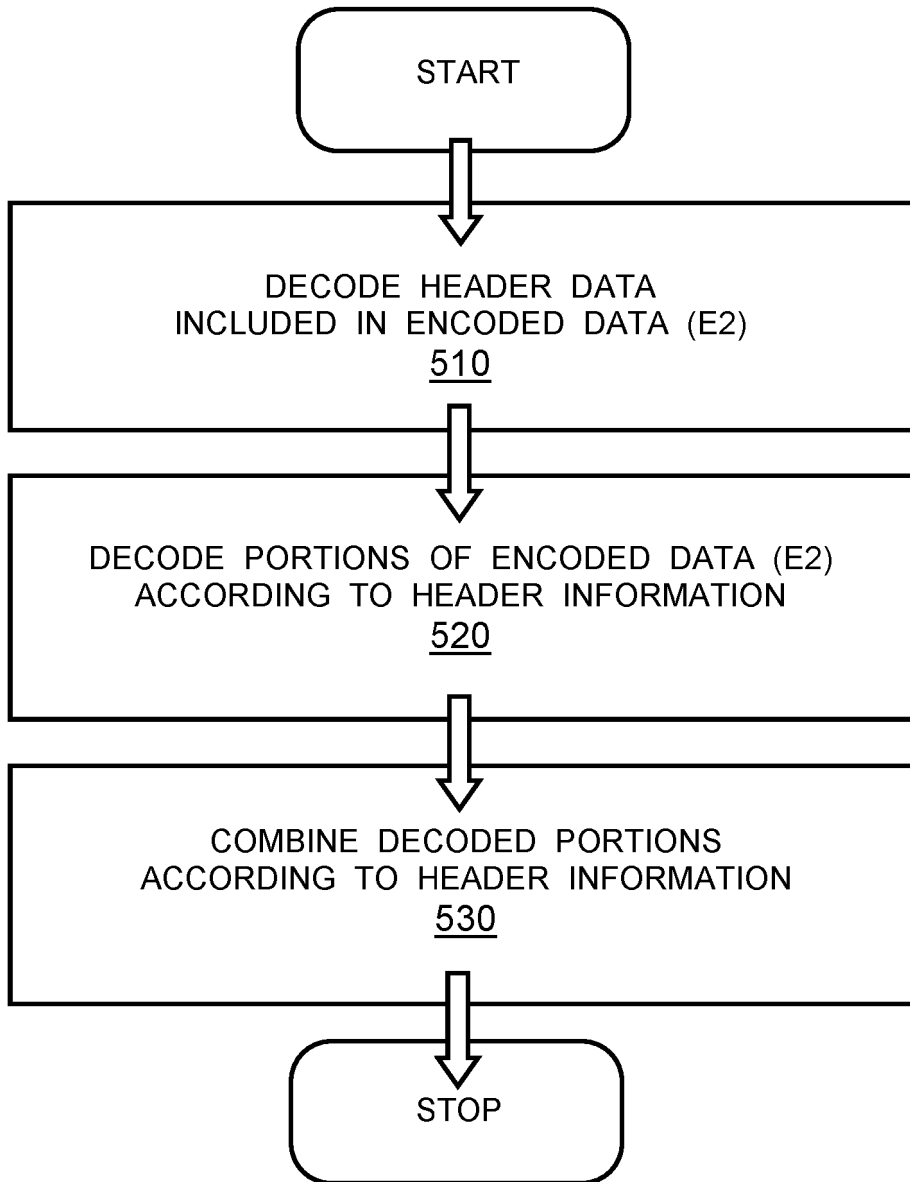 START
DECODE HEADER DATA
INCLUDED IN ENCODED DATA (E2)
510
DECODE PORTIONS OF ENCODED DATA (E2)
ACCORDING TO HEADER INFORMATION
520
COMBINE DECODED PORTIONS
ACCORDING TO HEADER INFORMATION
530
STOP